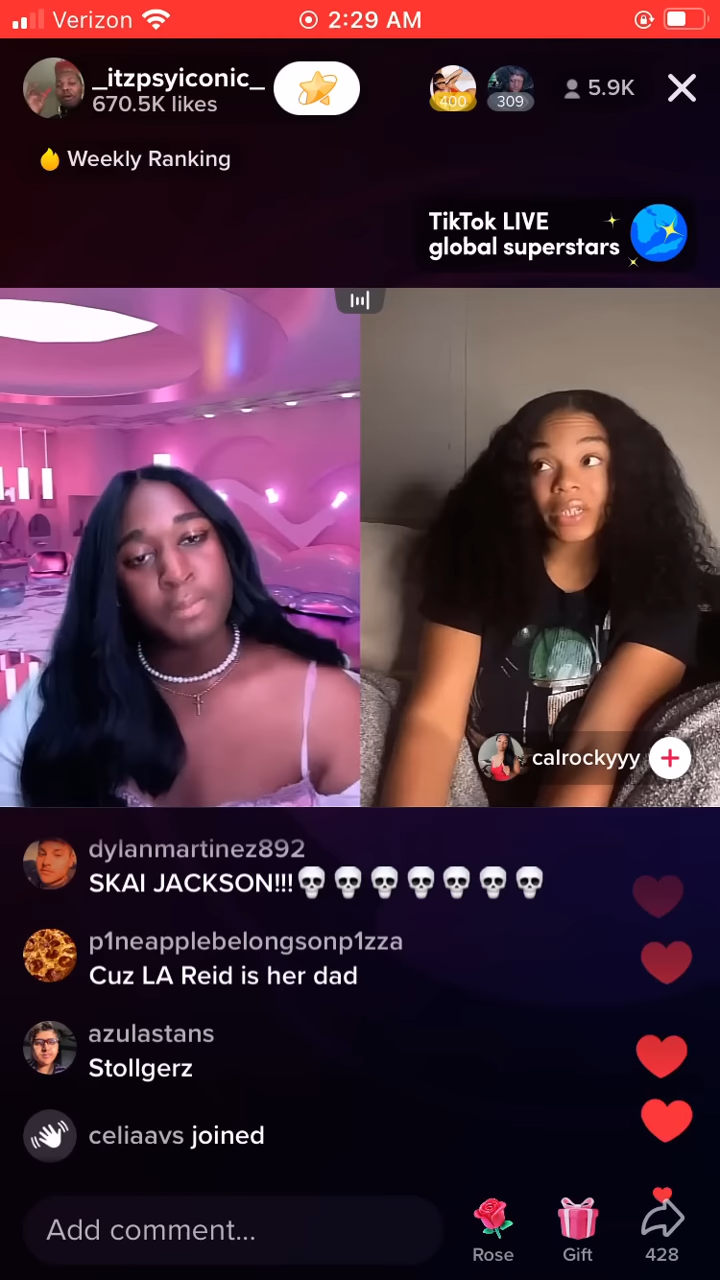 Verizon 2:29 AM
_itzpsyiconic_
670.5K likes
400
309
5.9K
Weekly Ranking
TikTok LIVE
global superstars
calrockyyy
dylanmartinez892
SKAI JACKSON!!!💀💀💀💀💀💀💀
p1neapplebelongsonp1zza
Cuz LA Reid is her dad
azulastans
Stollgerz
celiaavs joined
Add comment...
Rose
Gift
428